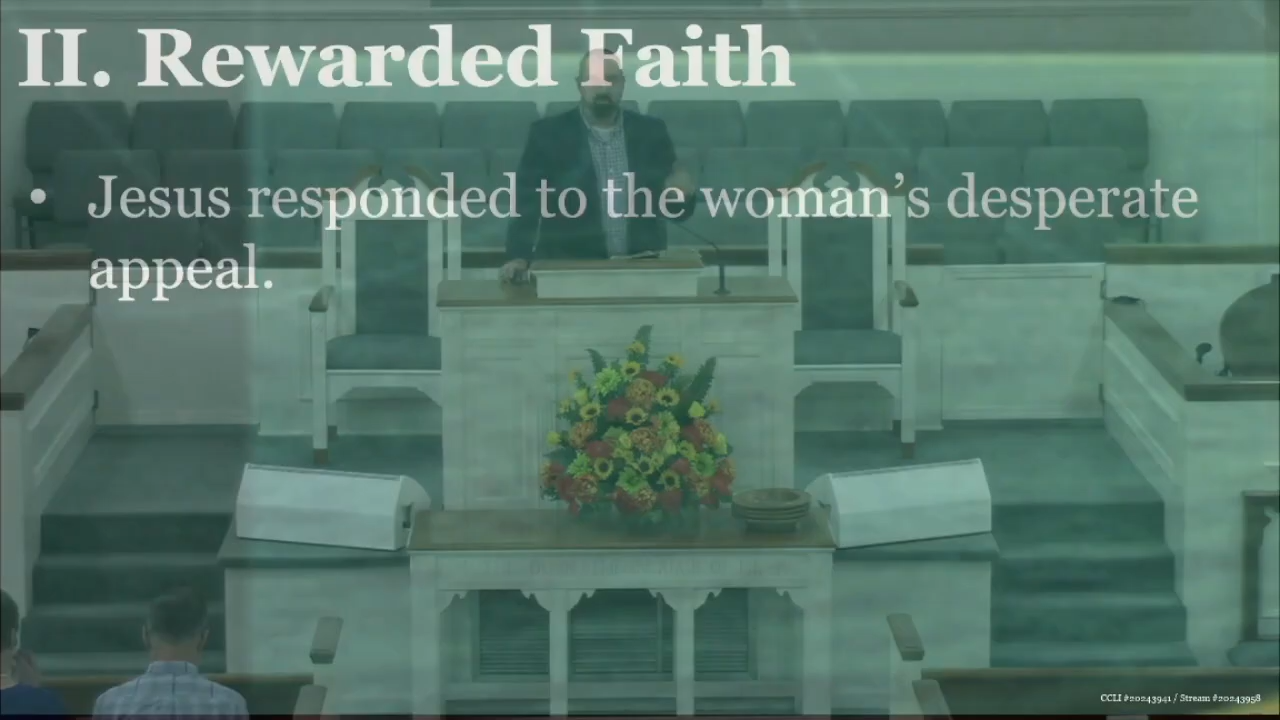 II. Rewarded Faith
• Jesus responded to the woman’s desperate
appeal.
CCLI #20243941 / Stream #20243958